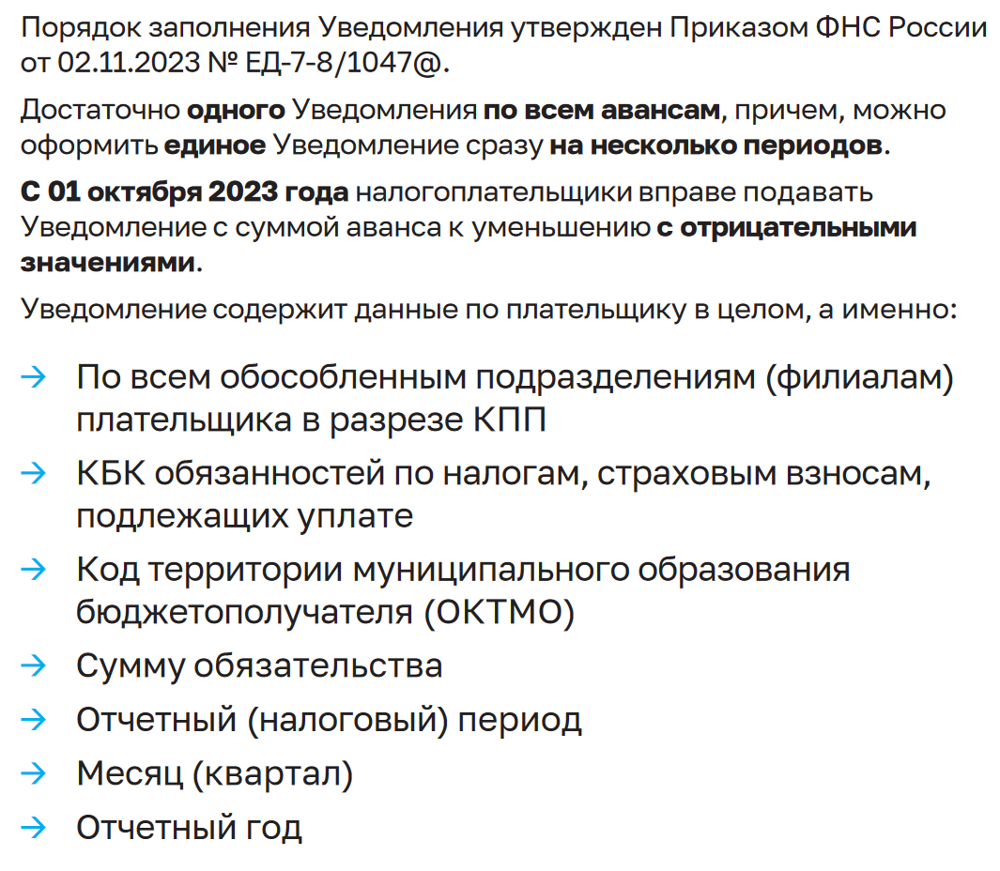 Порядок заполнения Уведомления утвержден Приказом ФНС России
от 02.11.2023 № ЕД-7-8/1047@.
Достаточно одного Уведомления по всем авансам, причем, можно
оформить единое Уведомление сразу на несколько периодов.
С 01 октября 2023 года налогоплательщики вправе подавать
Уведомление с суммой аванса к уменьшению с отрицательными
значениями.
Уведомление содержит данные по плательщику в целом, а именно:
→ По всем обособленным подразделениям (филиалам)
плательщика в разрезе КПП
→ КБК обязанностей по налогам, страховым взносам,
подлежащих уплате
→ Код территории муниципального образования
бюджетополучателя (ОКТМО)
→ Сумму обязательства
→ Отчетный (налоговый) период
→ Месяц (квартал)
→ Отчетный год